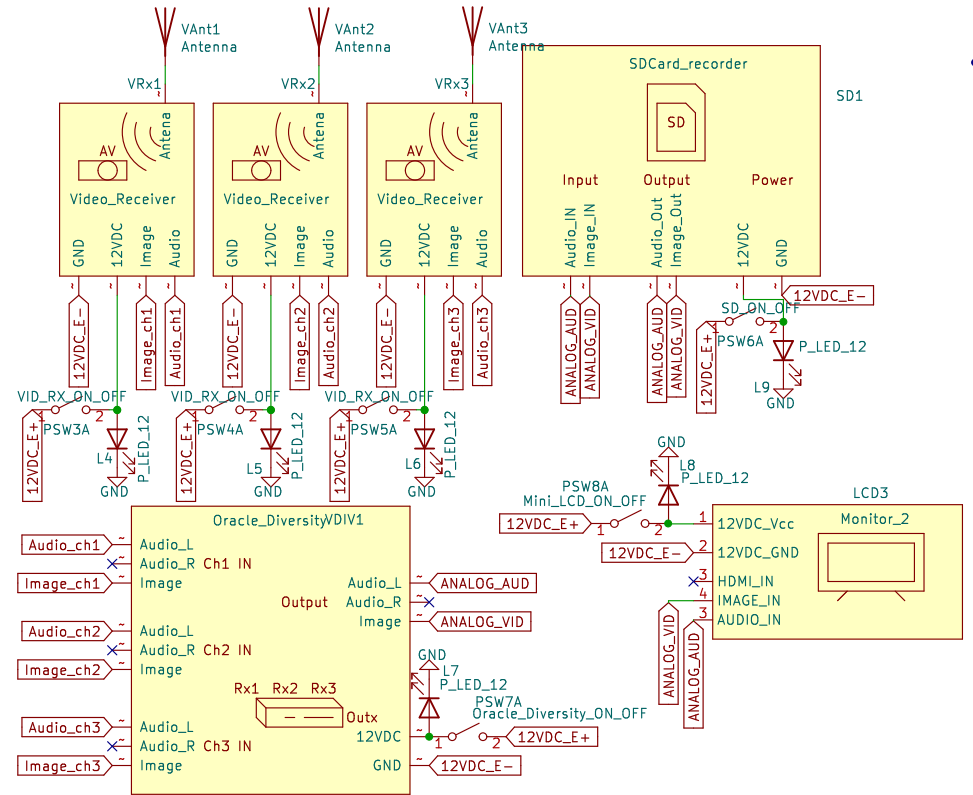 VAnt1
Antenna
VAnt2
Antenna
VAnt3
Antenna
VRx1
~
Antena
AV
Video_Receiver
GND
12VDC
Image
Audio
~
~
~
~
12VDC_E-
Image_ch1
Audio_ch1
VRx2
~
Antena
AV
Video_Receiver
GND
12VDC
Image
Audio
~
~
~
~
12VDC_E-
Image_ch2
Audio_ch2
VRx3
~
Antena
AV
Video_Receiver
GND
12VDC
Image
Audio
~
~
~
~
12VDC_E-
Image_ch3
Audio_ch3
SDCard_recorder
SD1
SD
Input
Output
Power
Audio_IN
Image_IN
Audio_Out
Image_Out
12VDC
GND
~
~
~
~
~
~
ANALOG_AUD
ANALOG_VID
ANALOG_AUD
ANALOG_VID
12VDC_E-
SD_ON_OFF
1
2
PSW6A
12VDC_E+
P_LED_12
L9
GND
VID_RX_ON_OFF
1
2
PSW3A
12VDC_E+
L4
P_LED_12
GND
VID_RX_ON_OFF
1
2
PSW4A
12VDC_E+
L5
P_LED_12
GND
VID_RX_ON_OFF
1
2
PSW5A
12VDC_E+
L6
P_LED_12
GND
Oracle_Diversity
VDIV1
Audio_ch1
~
Audio_L
~
Audio_R
Ch1 IN
Image_ch1
~
Image
Audio_ch2
~
Audio_L
~
Audio_R
Ch2 IN
Image_ch2
~
Image
Audio_ch3
~
Audio_L
~
Audio_R
Ch3 IN
Image_ch3
~
Image
Output
Audio_L
~
ANALOG_AUD
Audio_R
~
Image
~
ANALOG_VID
Rx1
Rx2
Rx3
Outx
GND
L7
P_LED_12
PSW7A
Oracle_Diversity_ON_OFF
12VDC
~
1
2
12VDC_E+
GND
~
12VDC_E-
GND
L8
P_LED_12
PSW8A
Mini_LCD_ON_OFF
12VDC_E+
1
2
12VDC_E-
LCD3
Monitor_2
1
12VDC_Vcc
2
12VDC_GND
3
HDMI_IN
4
IMAGE_IN
3
AUDIO_IN
ANALOG_VID
ANALOG_AUD